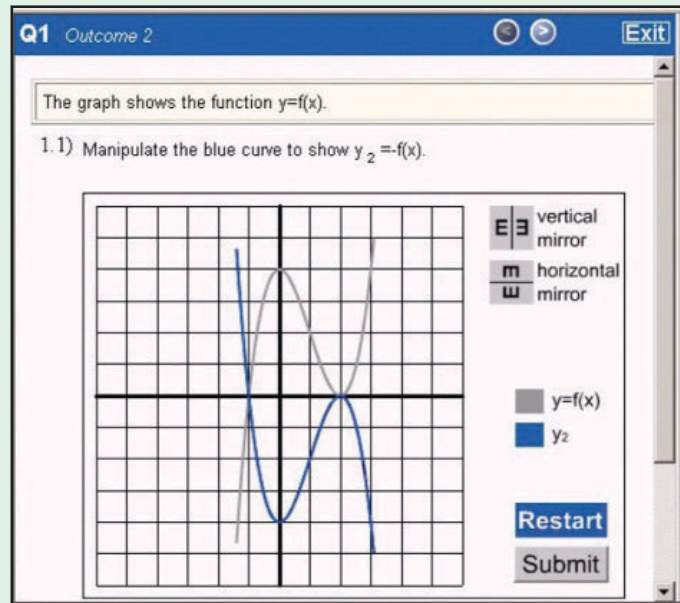 Q1 Outcome 2
< > Exit
The graph shows the function y=f(x).
1.1) Manipulate the blue curve to show y₂ =-f(x).
E|Ǝ vertical
mirror
m
horizontal
ш
mirror
y=f(x)
y₂
Restart
Submit